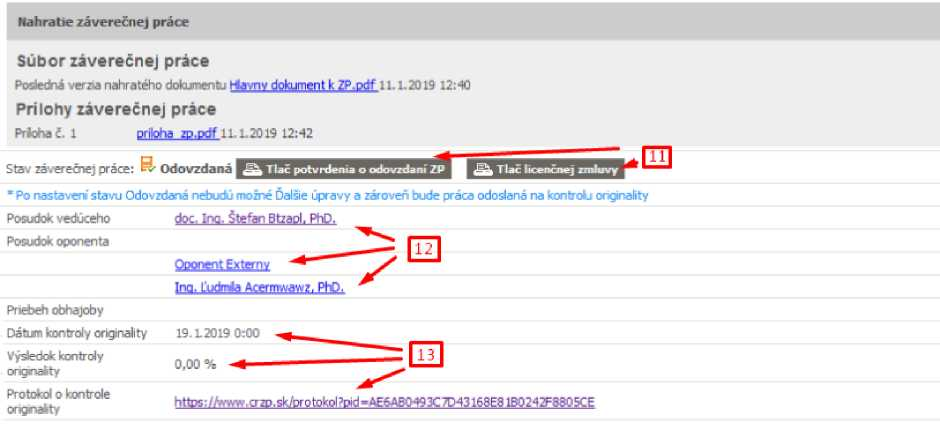 Nahratie záverečnej práce
Súbor záverečnej práce
Posledná verzia nahratého dokumentu Hlavny dokument k ZP.pdf 11.1.2019 12:40
Prílohy záverečnej práce
Príloha č. 1 priloha_zp.pdf 11.1.2019 12:42
Stav záverečnej práce: Odovzdaná Tlač potvrdenia o odovzdaní ZP Tlač licenčnej zmluvy 11
* Po nastavení stavu Odovzdaná nebudú možné Ďalšie úpravy a zároveň bude práca odoslaná na kontrolu originality
Posudok vedúceho doc. Ing. Štefan Btzapl, PhD.
Posudok oponenta 12
Oponent Externy
Ing. Ľudmila Acermwawz, PhD.
Priebeh obhajoby
Dátum kontroly originality 19.1.2019 0:00
Výsledok kontroly originality 0,00 % 13
Protokol o kontrole originality https://www.crzp.sk/protokol?pid=AE6AB0493C7D43168E81B0242F8805CE